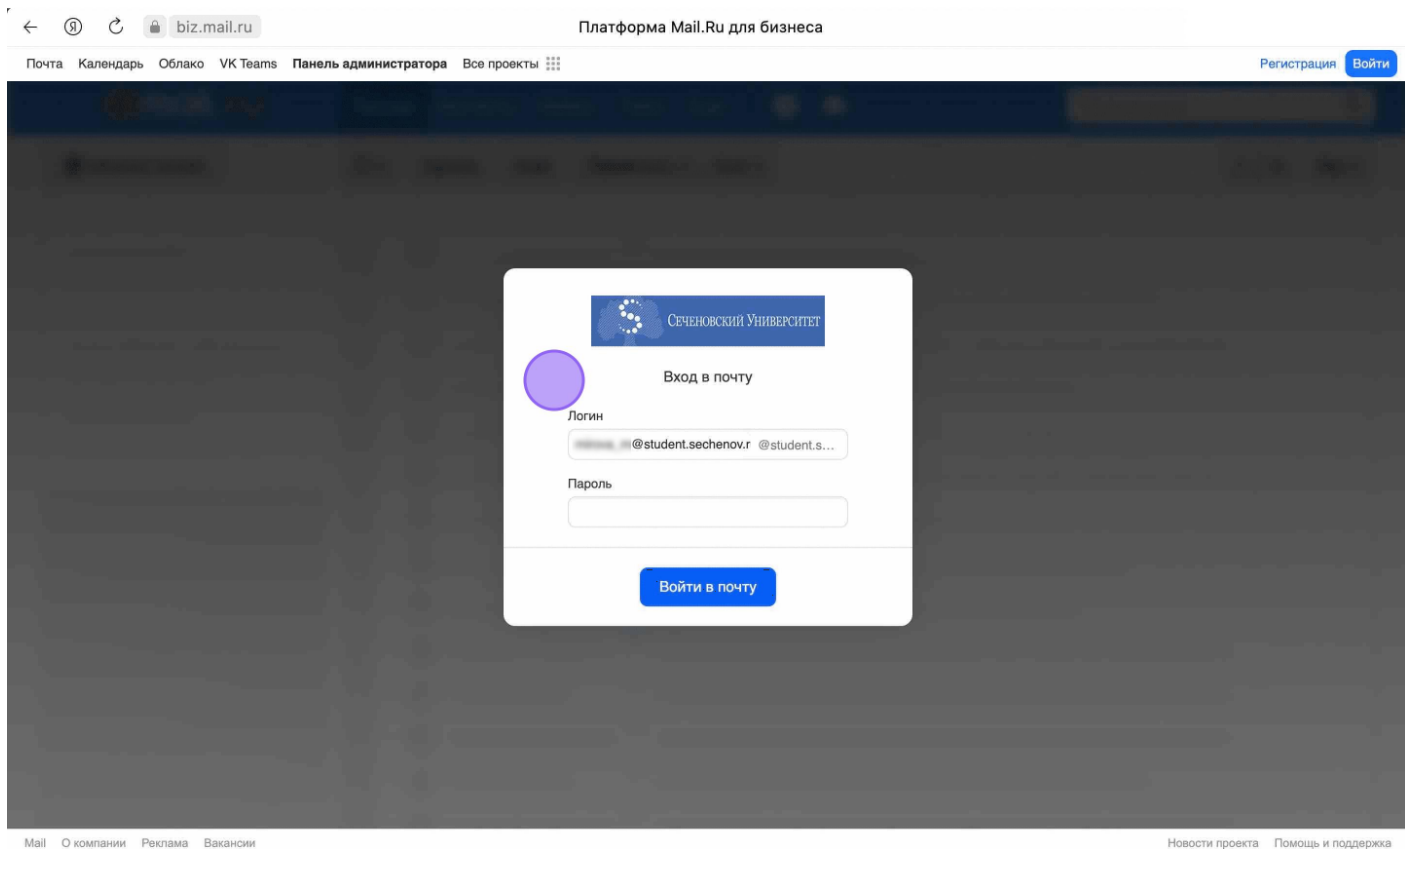 biz.mail.ru Платформа Mail.Ru для бизнеса
Почта Календарь Облако VK Teams Панель администратора Все проекты Регистрация Войти
Сеченовский Университет
Вход в почту
Логин
@student.sechenov.r @student.s...
Пароль
Войти в почту
Mail О компании Реклама Вакансии Новости проекта Помощь и поддержка